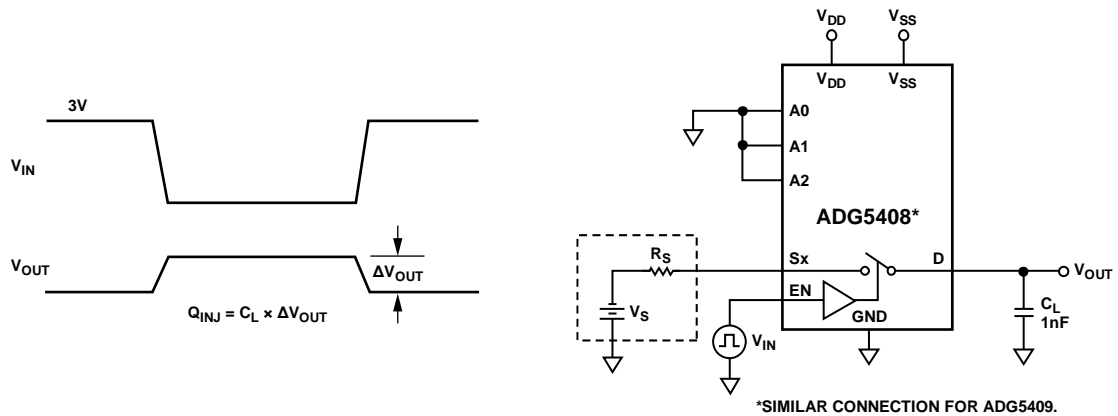 3V
V_IN
V_OUT
ΔV_OUT
Q_INJ = C_L × ΔV_OUT
V_DD
V_SS
V_DD
V_SS
A0
A1
A2
ADG5408*
R_S
Sx
D
V_OUT
EN
GND
C_L
1nF
V_S
V_IN
*SIMILAR CONNECTION FOR ADG5409.